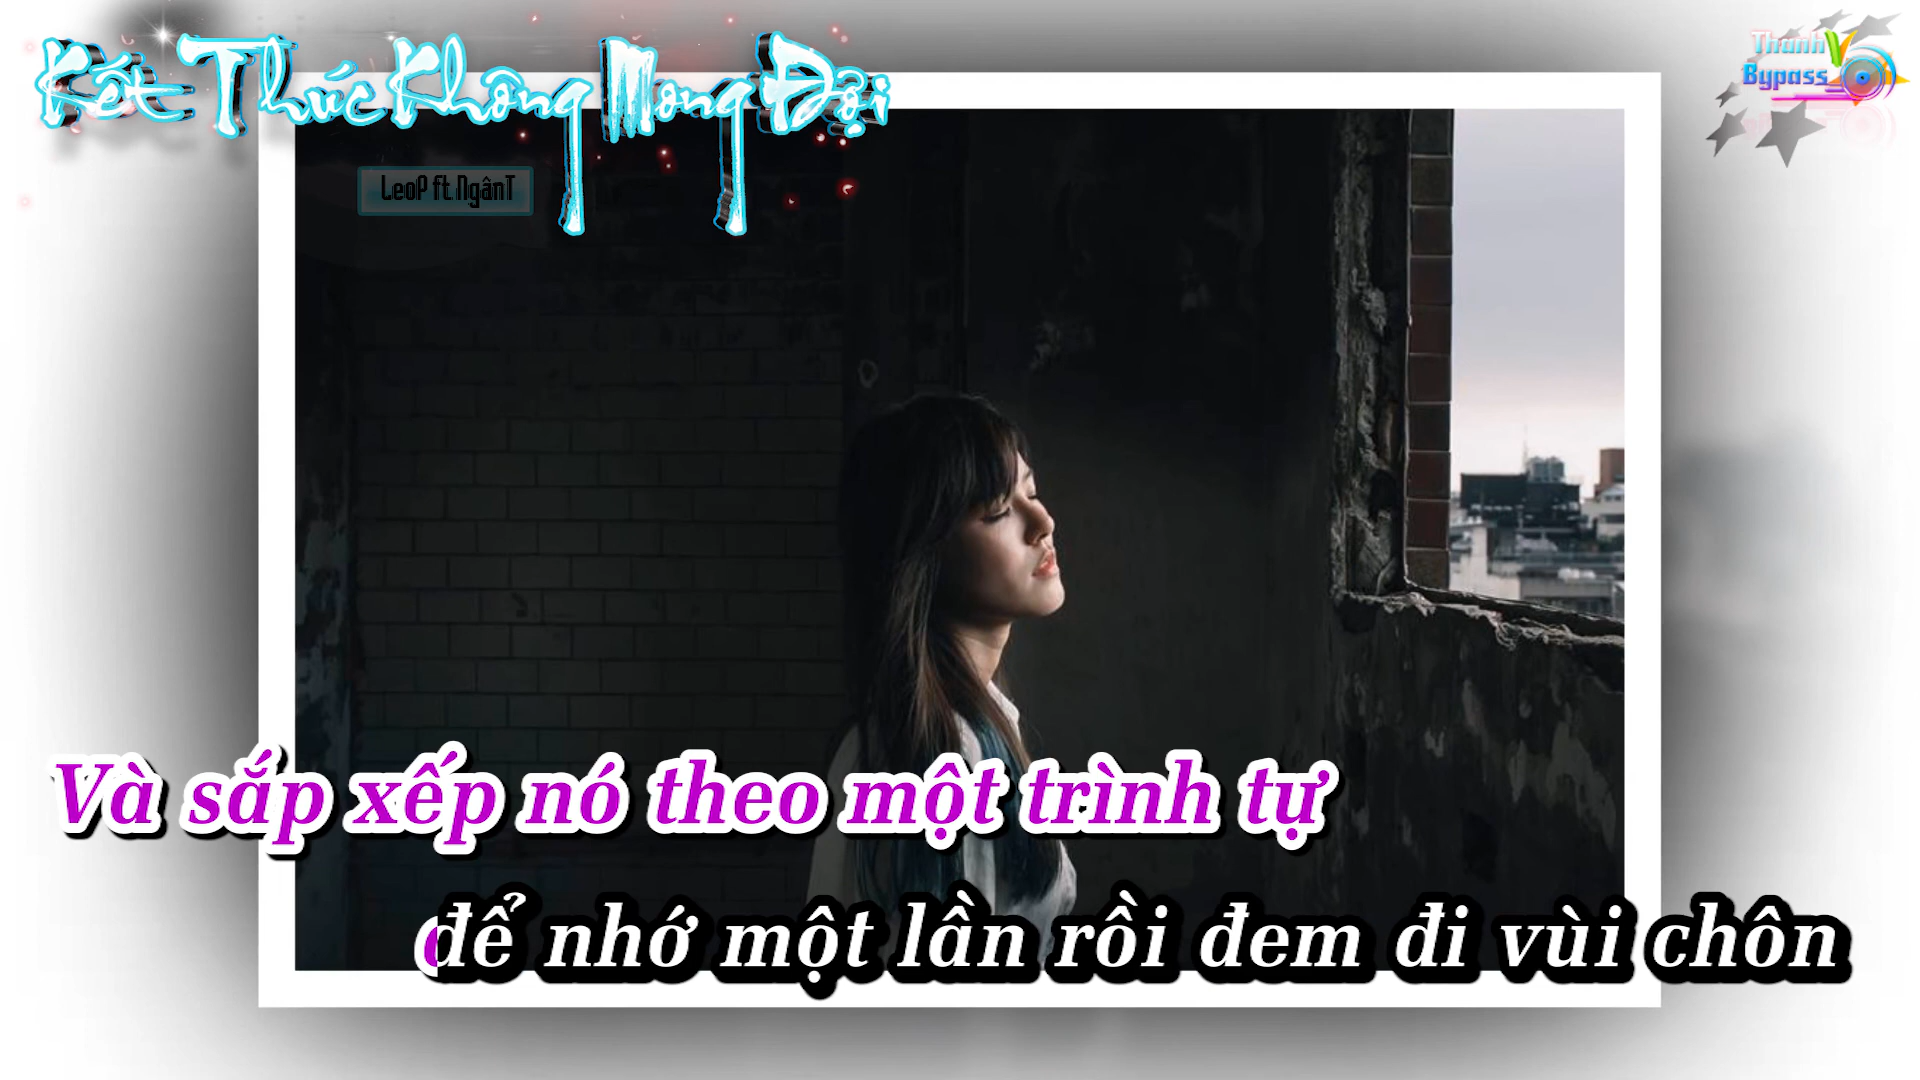 Kết Thúc Không Mong Đợi
Thanh V
Bypass
LeoP ft NgânT
Và sắp xếp nó theo một trình tự
để nhớ một lần rồi đem đi vùi chôn